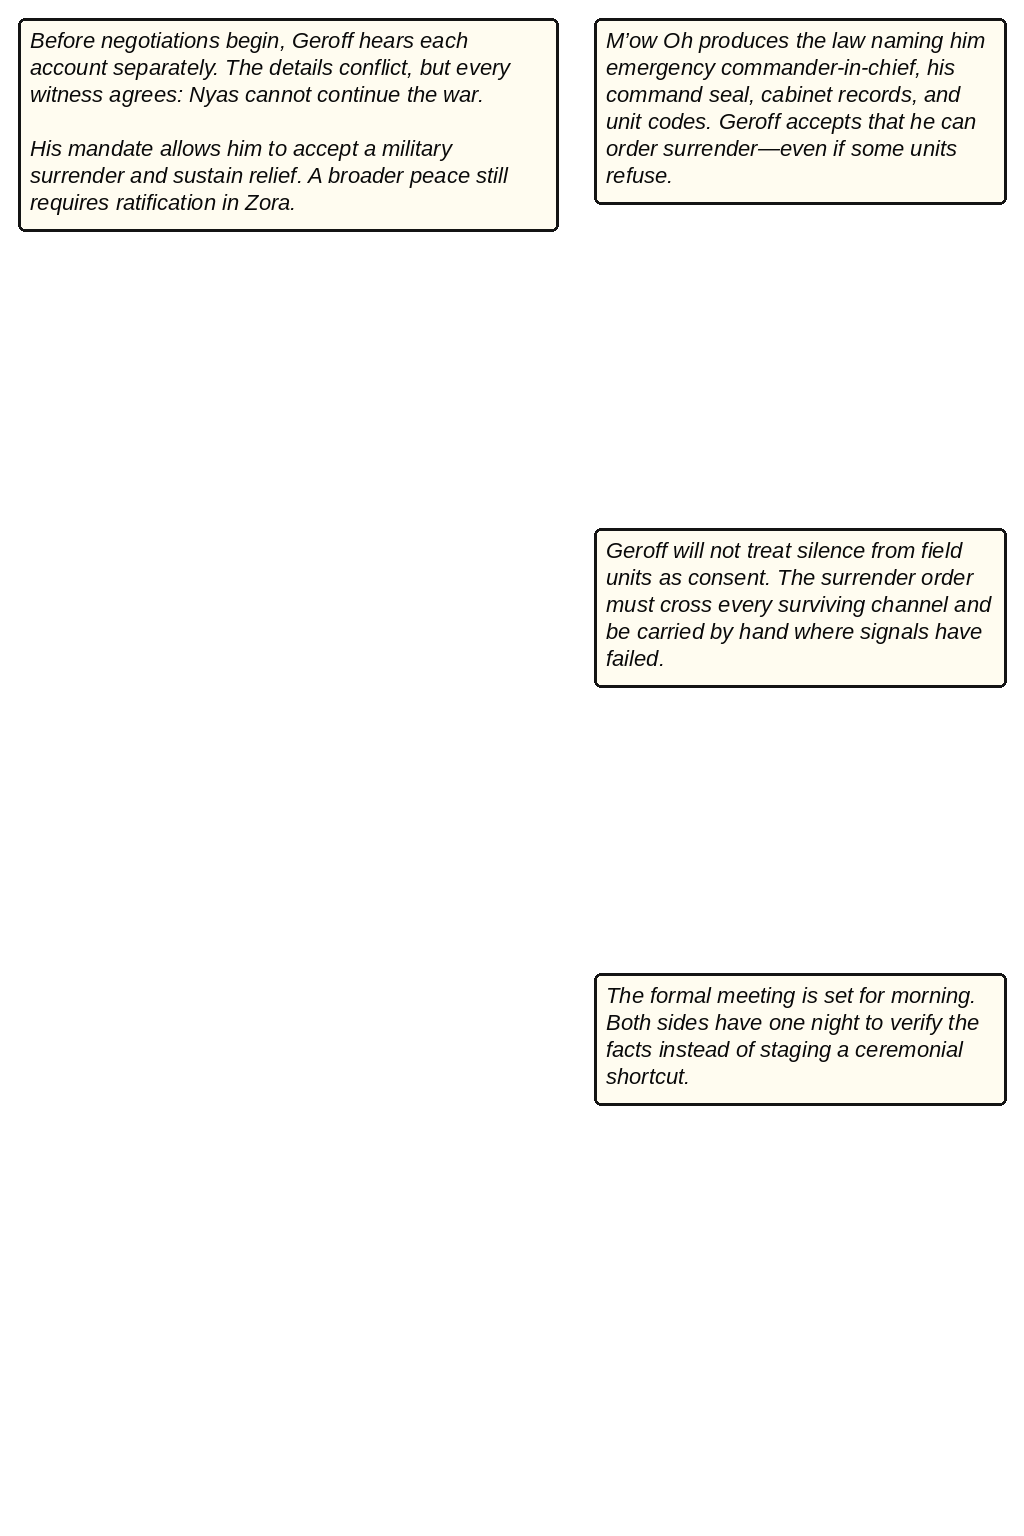 Before negotiations begin, Geroff hears each
account separately. The details conflict, but every
witness agrees: Nyas cannot continue the war.
His mandate allows him to accept a military
surrender and sustain relief. A broader peace still
requires ratification in Zora.
M’ow Oh produces the law naming him
emergency commander-in-chief, his
command seal, cabinet records, and
unit codes. Geroff accepts that he can
order surrender—even if some units
refuse.
Geroff will not treat silence from field
units as consent. The surrender order
must cross every surviving channel and
be carried by hand where signals have
failed.
The formal meeting is set for morning.
Both sides have one night to verify the
facts instead of staging a ceremonial
shortcut.